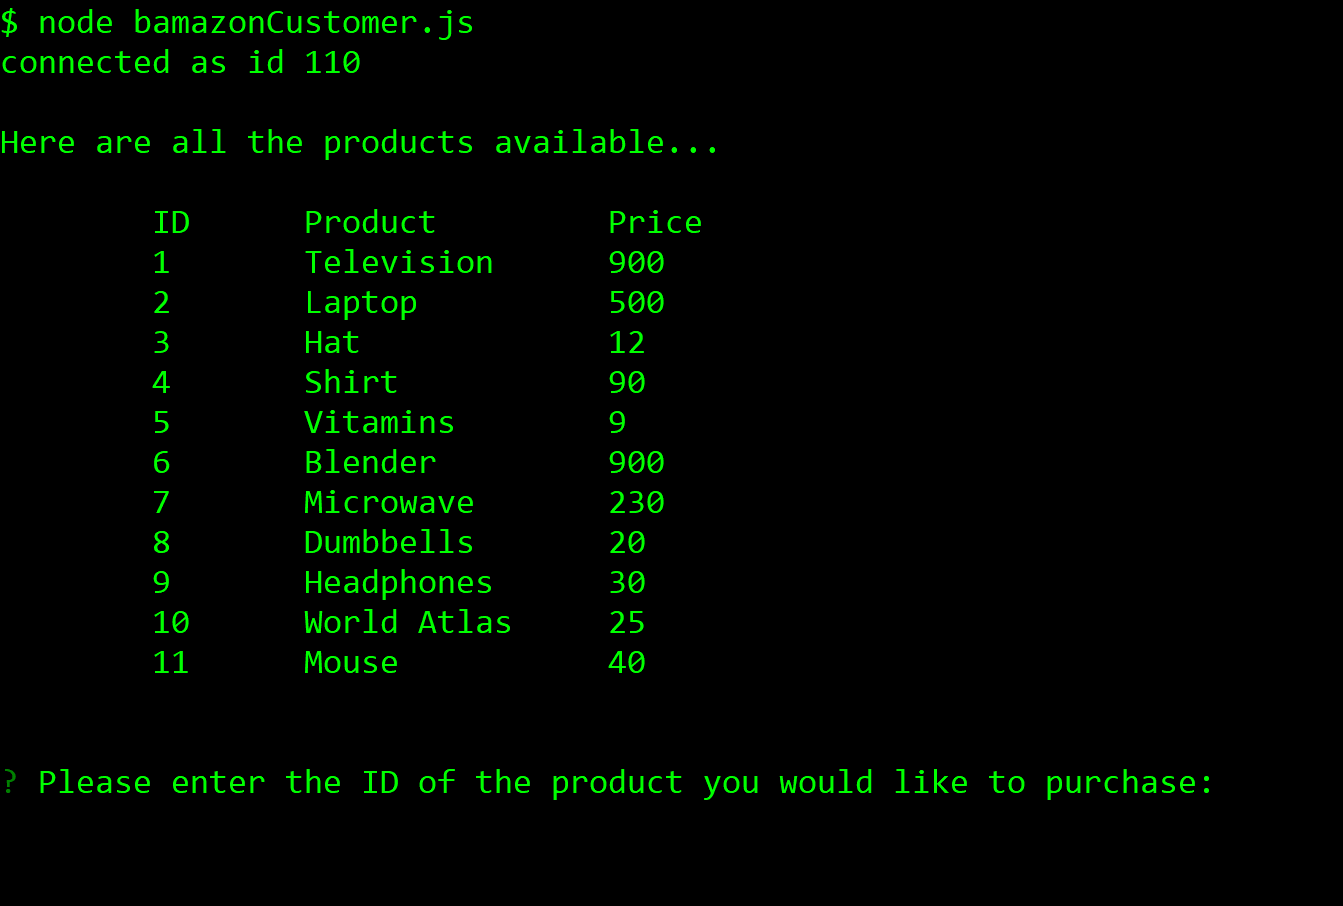 $ node bamazonCustomer.js
connected as id 110
Here are all the products available...
ID Product Price
1 Television 900
2 Laptop 500
3 Hat 12
4 Shirt 90
5 Vitamins 9
6 Blender 900
7 Microwave 230
8 Dumbbells 20
9 Headphones 30
10 World Atlas 25
11 Mouse 40
? Please enter the ID of the product you would like to purchase: